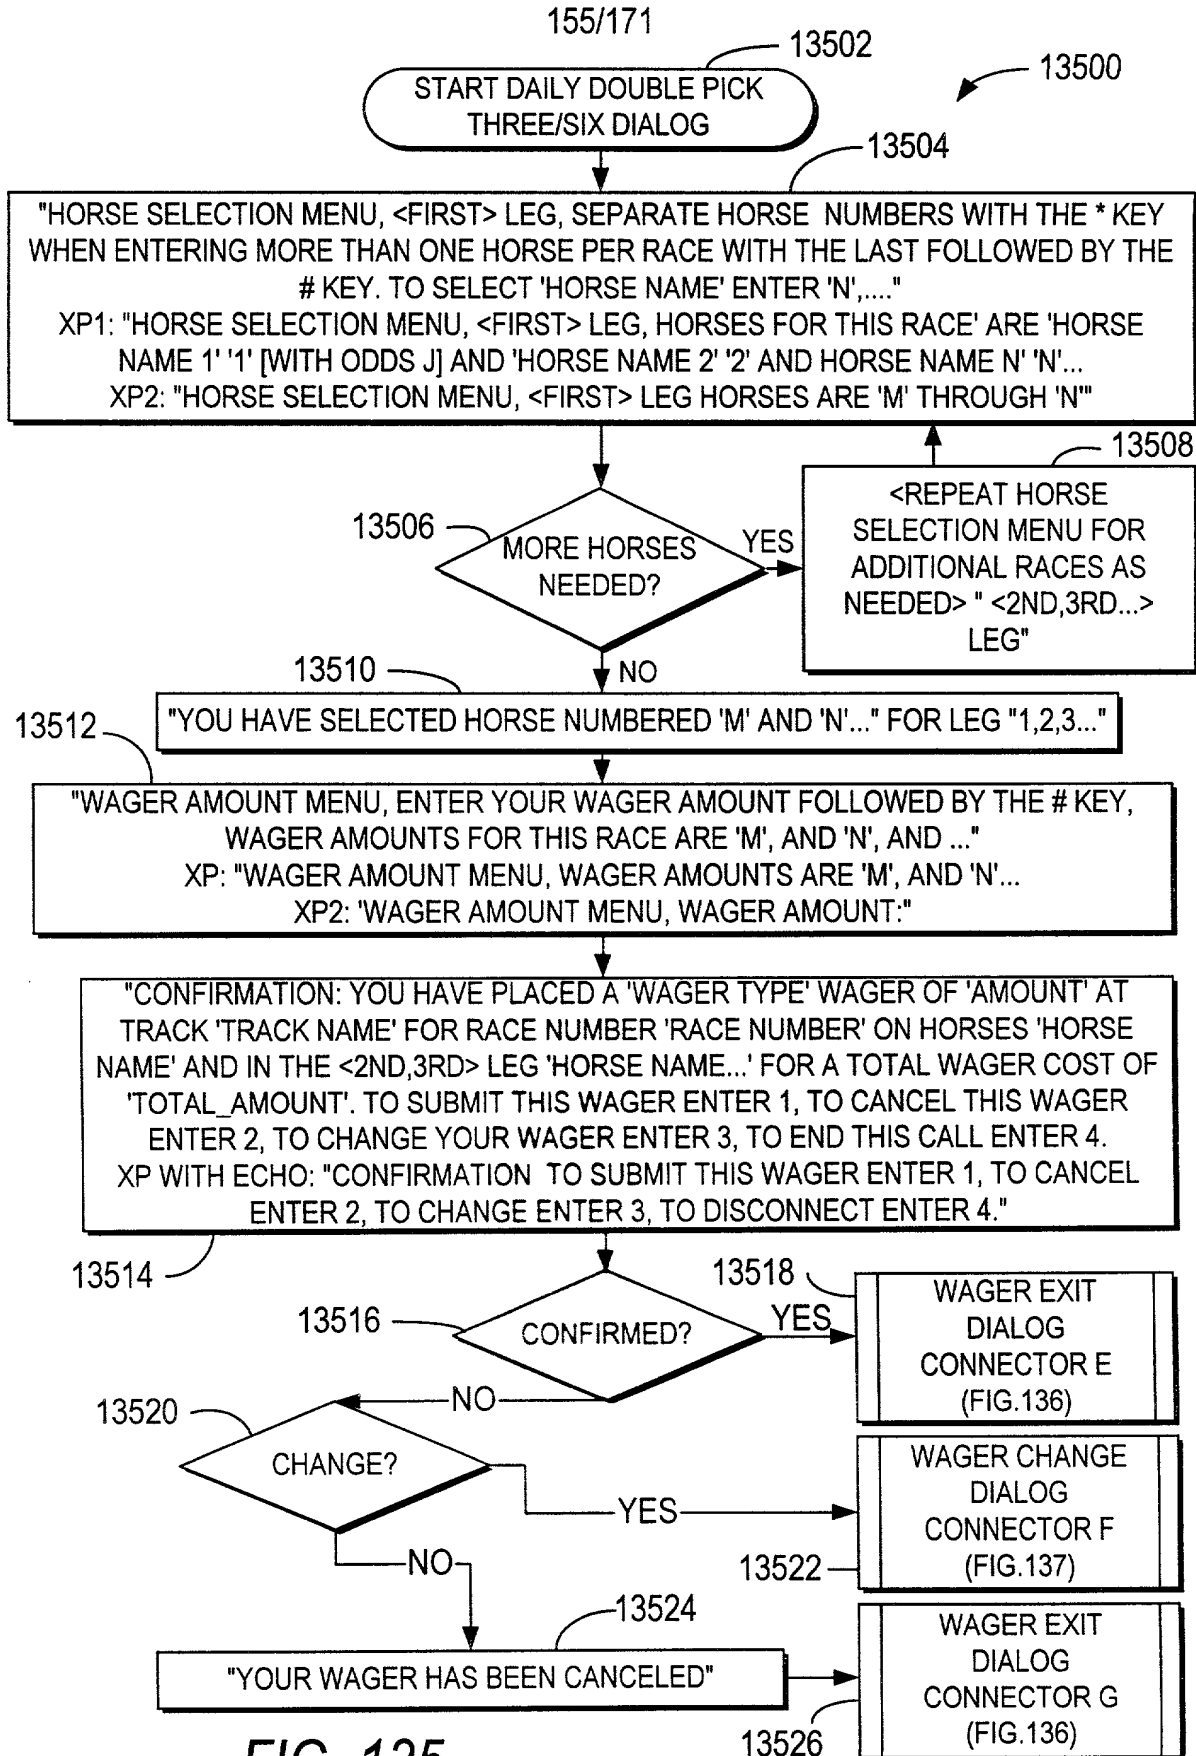 155/171
13502
13500
START DAILY DOUBLE PICK
THREE/SIX DIALOG
13504
"HORSE SELECTION MENU, <FIRST> LEG, SEPARATE HORSE NUMBERS WITH THE * KEY
WHEN ENTERING MORE THAN ONE HORSE PER RACE WITH THE LAST FOLLOWED BY THE
# KEY. TO SELECT 'HORSE NAME' ENTER 'N',...."
XP1: "HORSE SELECTION MENU, <FIRST> LEG, HORSES FOR THIS RACE' ARE 'HORSE
NAME 1' '1' [WITH ODDS J] AND 'HORSE NAME 2' '2' AND HORSE NAME N' 'N'...
XP2: "HORSE SELECTION MENU, <FIRST> LEG HORSES ARE 'M' THROUGH 'N'"
13508
<REPEAT HORSE
SELECTION MENU FOR
ADDITIONAL RACES AS
NEEDED> " <2ND,3RD...>
LEG"
13506
MORE HORSES
NEEDED?
YES
NO
13510
"YOU HAVE SELECTED HORSE NUMBERED 'M' AND 'N'..." FOR LEG "1,2,3..."
13512
"WAGER AMOUNT MENU, ENTER YOUR WAGER AMOUNT FOLLOWED BY THE # KEY,
WAGER AMOUNTS FOR THIS RACE ARE 'M', AND 'N', AND ..."
XP: "WAGER AMOUNT MENU, WAGER AMOUNTS ARE 'M', AND 'N'...
XP2: 'WAGER AMOUNT MENU, WAGER AMOUNT:"
"CONFIRMATION: YOU HAVE PLACED A 'WAGER TYPE' WAGER OF 'AMOUNT' AT
TRACK 'TRACK NAME' FOR RACE NUMBER 'RACE NUMBER' ON HORSES 'HORSE
NAME' AND IN THE <2ND,3RD> LEG 'HORSE NAME...' FOR A TOTAL WAGER COST OF
'TOTAL_AMOUNT'. TO SUBMIT THIS WAGER ENTER 1, TO CANCEL THIS WAGER
ENTER 2, TO CHANGE YOUR WAGER ENTER 3, TO END THIS CALL ENTER 4.
XP WITH ECHO: "CONFIRMATION TO SUBMIT THIS WAGER ENTER 1, TO CANCEL
ENTER 2, TO CHANGE ENTER 3, TO DISCONNECT ENTER 4."
13514
13516
CONFIRMED?
YES
13518
WAGER EXIT
DIALOG
CONNECTOR E
(FIG.136)
NO
13520
CHANGE?
YES
WAGER CHANGE
DIALOG
CONNECTOR F
(FIG.137)
13522
NO
13524
"YOUR WAGER HAS BEEN CANCELED"
WAGER EXIT
DIALOG
CONNECTOR G
(FIG.136)
13526
FIG. 135